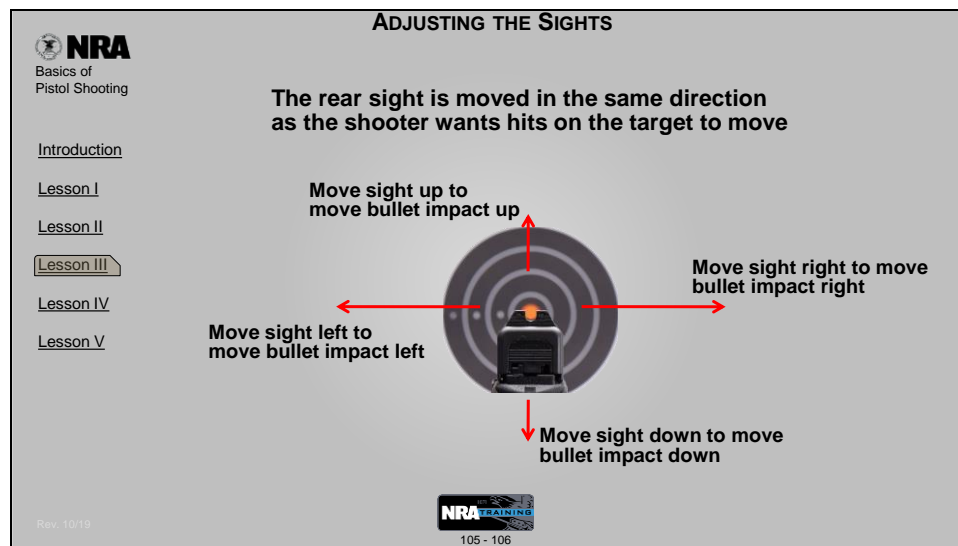 ADJUSTING THE SIGHTS
NRA
Basics of
Pistol Shooting
Introduction
Lesson I
Lesson II
Lesson III
Lesson IV
Lesson V
The rear sight is moved in the same direction
as the shooter wants hits on the target to move
Move sight up to
move bullet impact up
Move sight right to move
bullet impact right
Move sight left to
move bullet impact left
Move sight down to move
bullet impact down
Rev. 10/19
NRA TRAINING
105 - 106